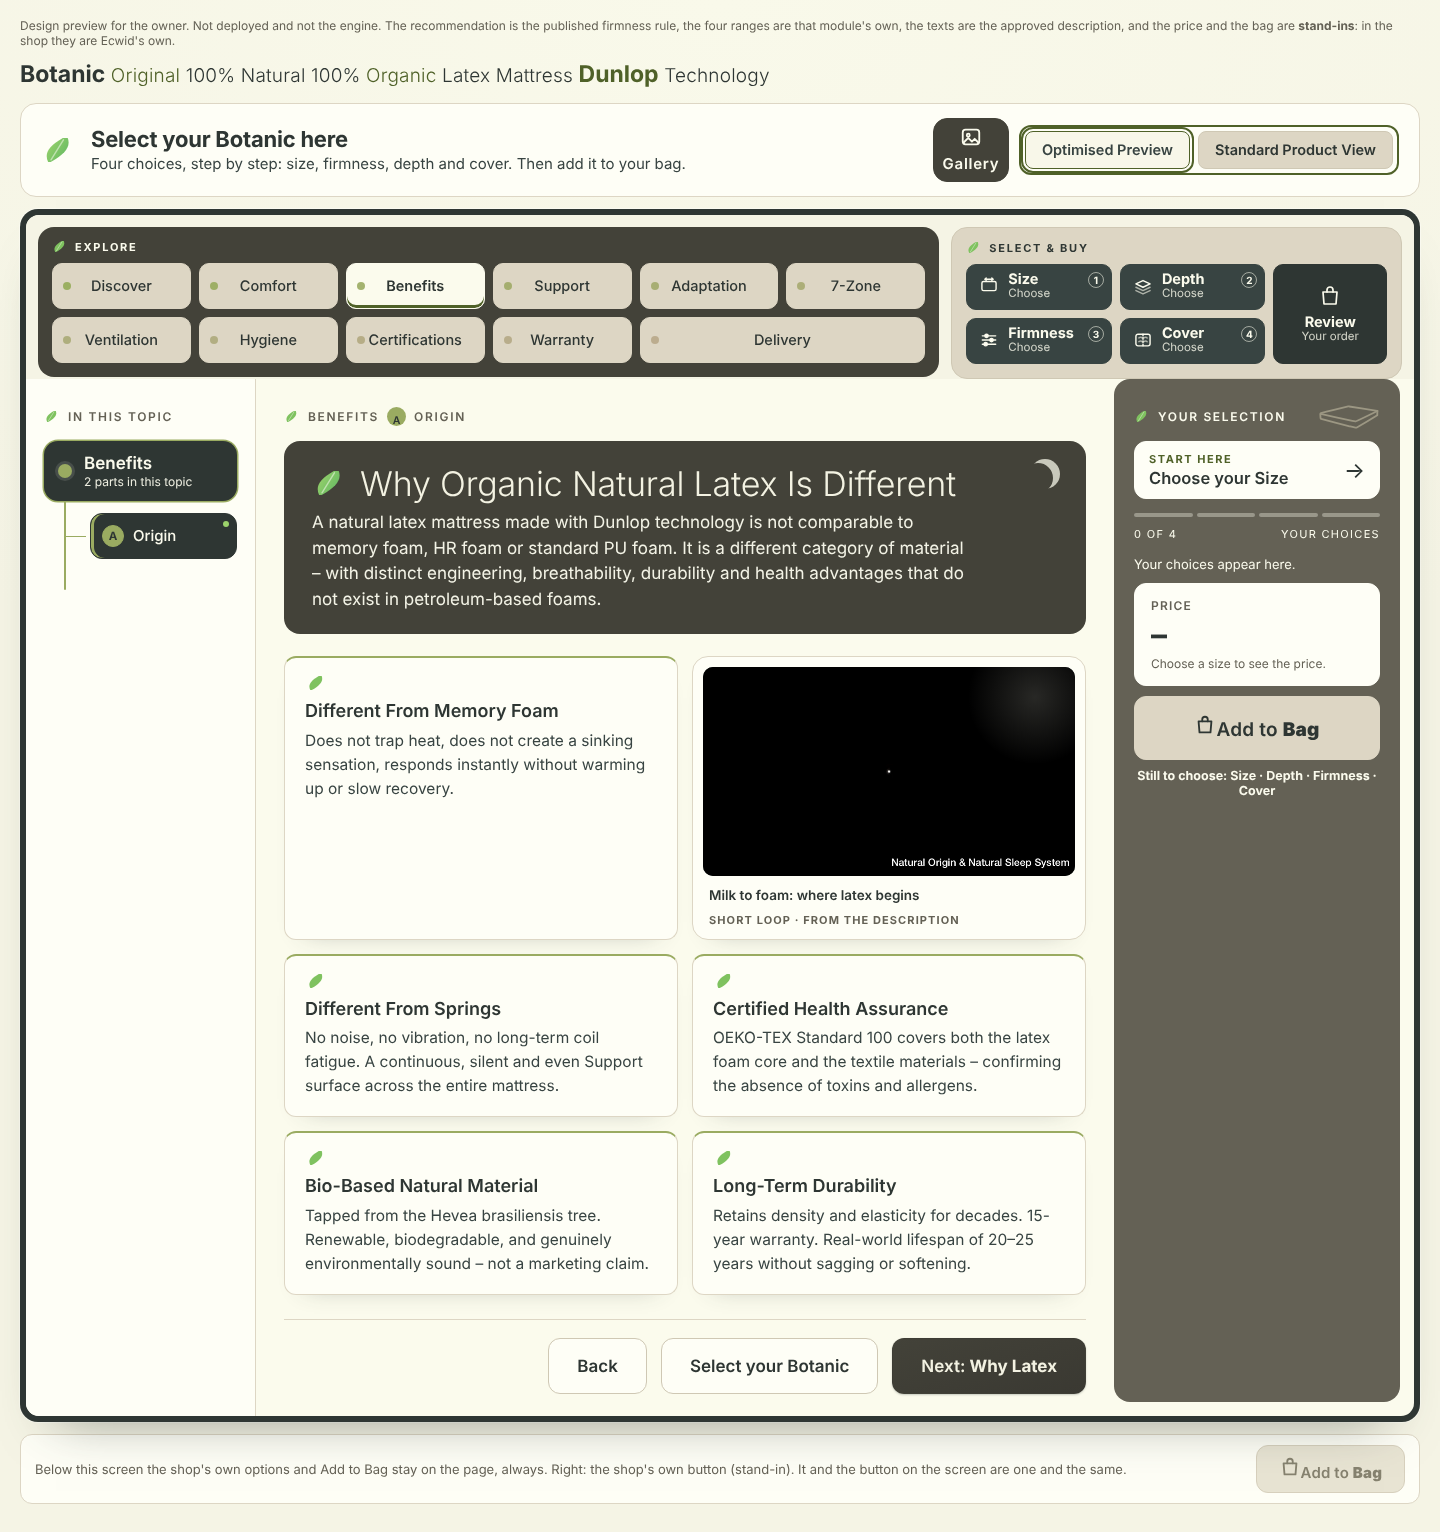 Design preview for the owner. Not deployed and not the engine. The recommendation is the published firmness rule, the four ranges are that module's own, the texts are the approved description, and the price and the bag are stand-ins: in the
shop they are Ecwid's own.
Botanic Original 100% Natural 100% Organic Latex Mattress Dunlop Technology
Select your Botanic here
Four choices, step by step: size, firmness, depth and cover. Then add it to your bag.
Gallery
Optimised Preview
Standard Product View
EXPLORE
Discover
Comfort
Benefits
Support
Adaptation
7-Zone
Ventilation
Hygiene
Certifications
Warranty
Delivery
SELECT & BUY
Size
Choose
1
Depth
Choose
2
Firmness
Choose
3
Cover
Choose
4
Review
Your order
IN THIS TOPIC
Benefits
2 parts in this topic
A Origin
BENEFITS A ORIGIN
Why Organic Natural Latex Is Different
A natural latex mattress made with Dunlop technology is not comparable to
memory foam, HR foam or standard PU foam. It is a different category of material
– with distinct engineering, breathability, durability and health advantages that do
not exist in petroleum-based foams.
Different From Memory Foam
Does not trap heat, does not create a sinking
sensation, responds instantly without warming
up or slow recovery.
Natural Origin & Natural Sleep System
Milk to foam: where latex begins
SHORT LOOP · FROM THE DESCRIPTION
Different From Springs
No noise, no vibration, no long-term coil
fatigue. A continuous, silent and even Support
surface across the entire mattress.
Certified Health Assurance
OEKO-TEX Standard 100 covers both the latex
foam core and the textile materials – confirming
the absence of toxins and allergens.
Bio-Based Natural Material
Tapped from the Hevea brasiliensis tree.
Renewable, biodegradable, and genuinely
environmentally sound – not a marketing claim.
Long-Term Durability
Retains density and elasticity for decades. 15-
year warranty. Real-world lifespan of 20–25
years without sagging or softening.
Back
Select your Botanic
Next: Why Latex
YOUR SELECTION
START HERE
Choose your Size
0 OF 4
YOUR CHOICES
Your choices appear here.
PRICE
–
Choose a size to see the price.
Add to Bag
Still to choose: Size · Depth · Firmness ·
Cover
Below this screen the shop's own options and Add to Bag stay on the page, always. Right: the shop's own button (stand-in). It and the button on the screen are one and the same.
Add to Bag